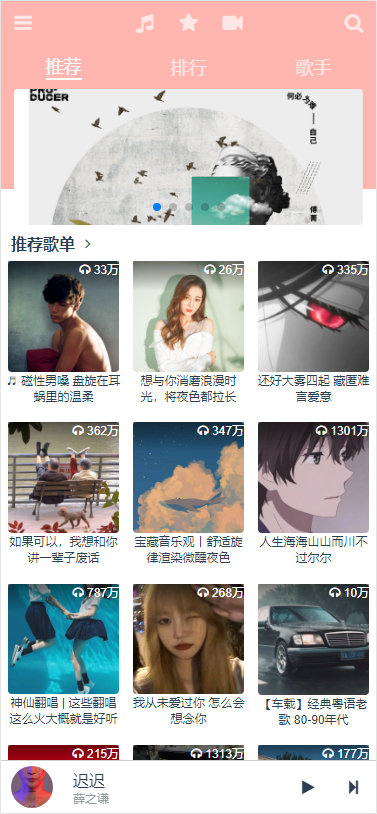 推荐 排行 歌手
DUCER
何必·为难
自己
傅菁
推荐歌单 >
33万 26万 335万
♬ 磁性男嗓 盘旋在耳蜗里的温柔
想与你消磨浪漫时光，将夜色都拉长
还好大雾四起 藏匿难言爱意
362万 347万 1301万
如果可以，我想和你讲一辈子废话
宝藏音乐观丨舒适旋律渲染微醺夜色
人生海海山山而川不过尔尔
787万 268万 10万
神仙翻唱 | 这些翻唱这么火大概就是好听
我从未爱过你 怎么会想念你
【车载】经典粤语老歌 80-90年代
215万 1313万 177万
迟迟
薛之谦